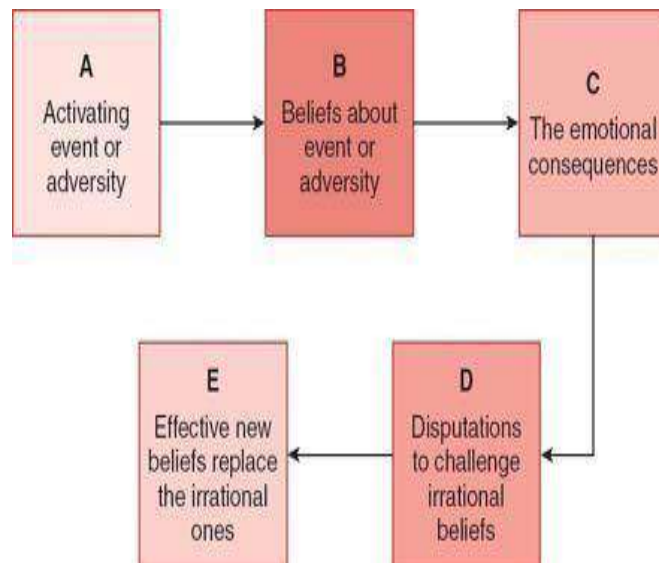 A
Activating
event or
adversity
B
Beliefs about
event or
adversity
C
The emotional
consequences
D
Disputations
to challenge
irrational
beliefs
E
Effective new
beliefs replace
the irrational
ones